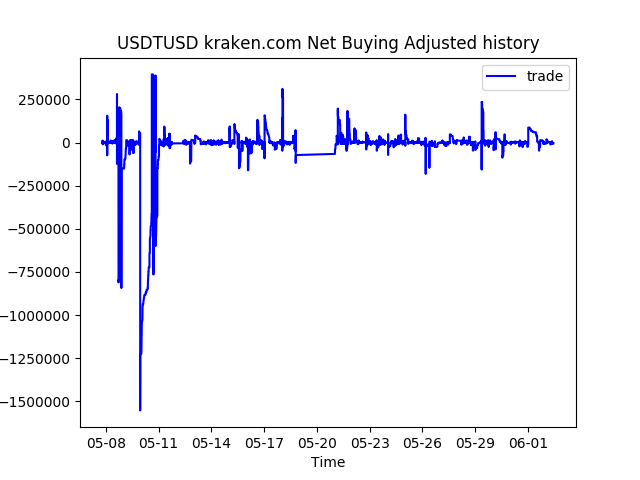 USDTUSD kraken.com Net Buying Adjusted history
trade
250000
0
−250000
−500000
−750000
−1000000
−1250000
−1500000
05-08 05-11 05-14 05-17 05-20 05-23 05-26 05-29 06-01
Time